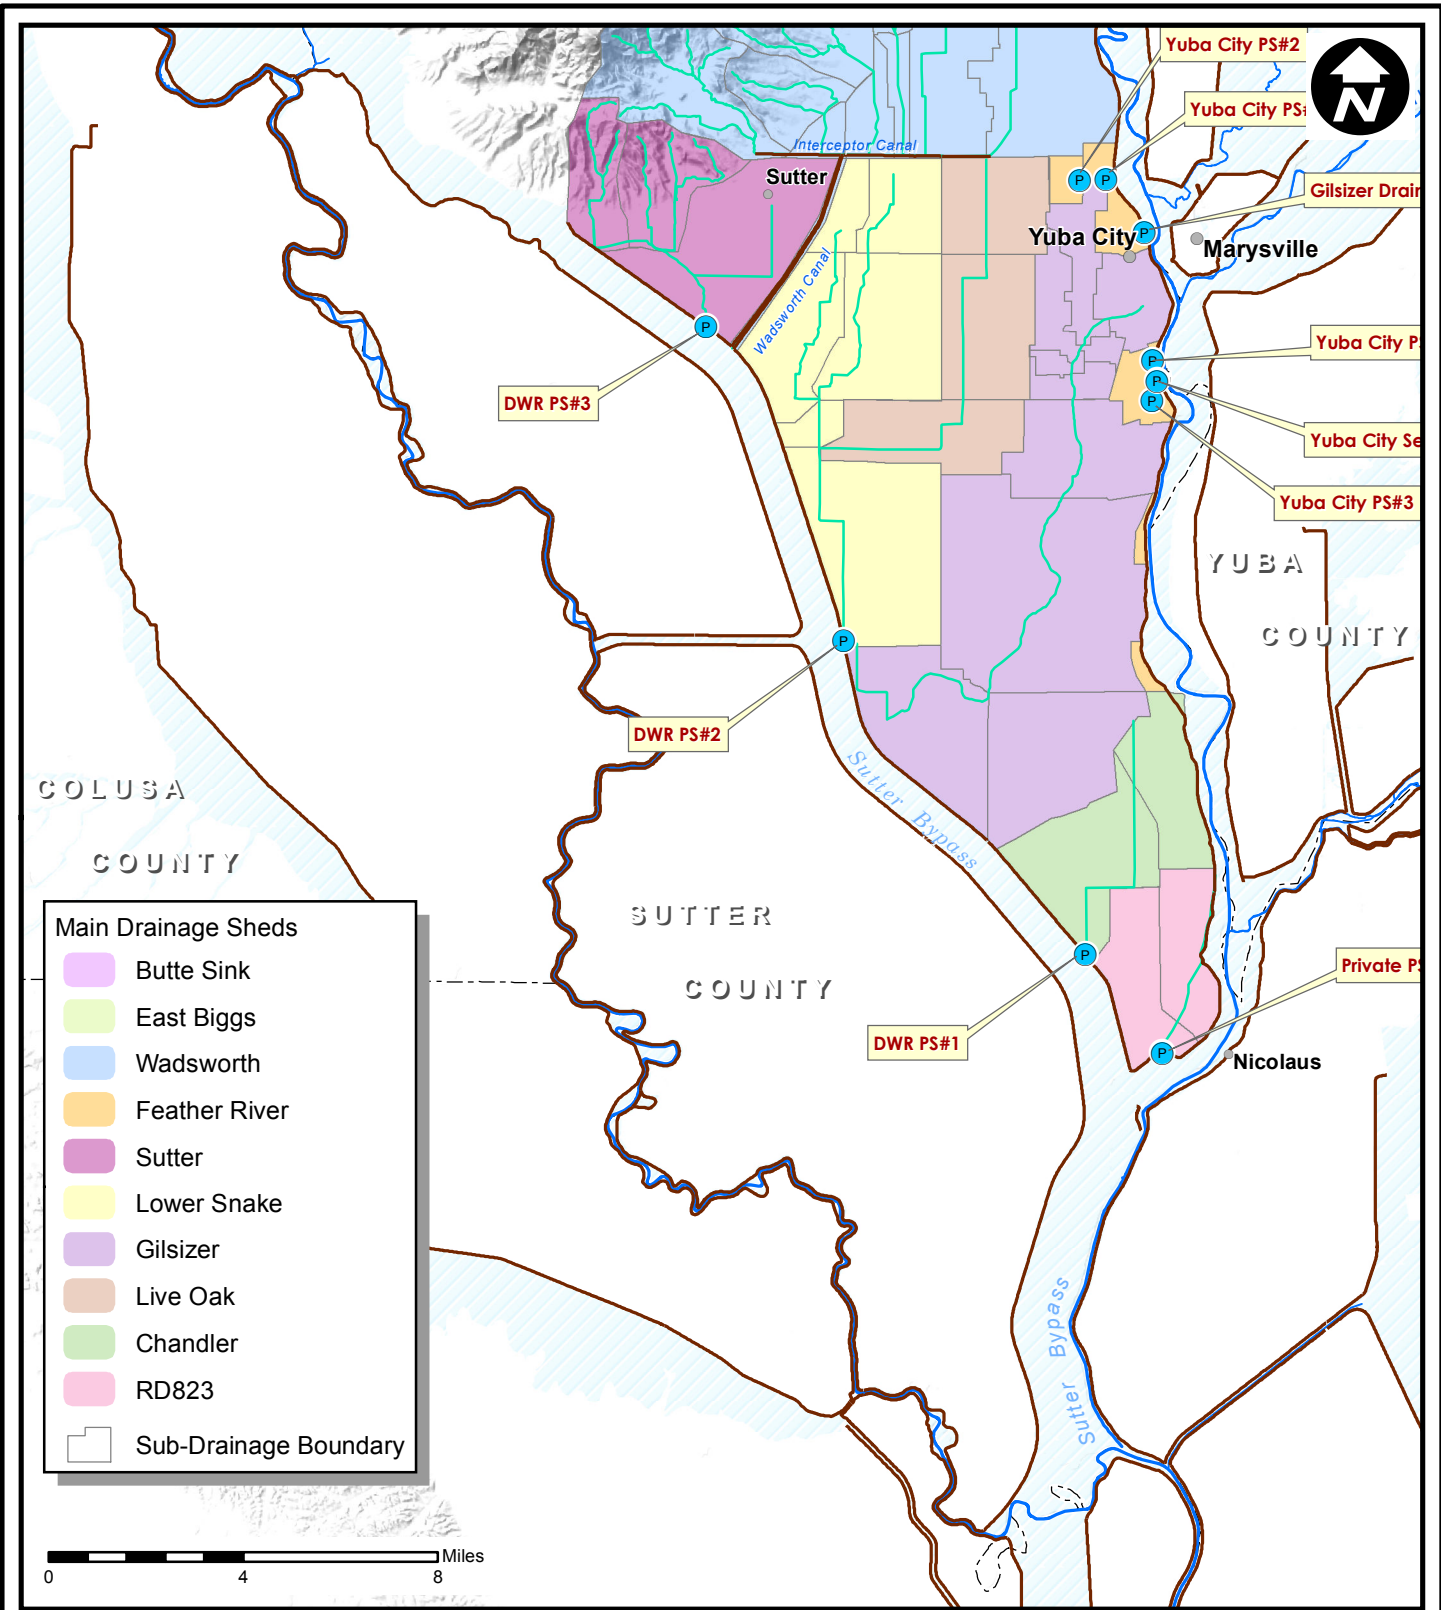 Yuba City PS#2
N
Yuba City PS#
Interceptor Canal
Sutter
Gilsizer Drain
P
P
P
Yuba City
Marysville
Wadsworth Canal
P
Yuba City P
P
P
P
DWR PS#3
Yuba City Se
Yuba City PS#3
YUBA
COUNTY
P
DWR PS#2
Sutter Bypass
COLUSA
COUNTY
SUTTER
COUNTY
P
Private PS
DWR PS#1
P
Nicolaus
Main Drainage Sheds
Butte Sink
East Biggs
Wadsworth
Feather River
Sutter
Lower Snake
Gilsizer
Live Oak
Chandler
RD823
Sub-Drainage Boundary
Sutter Bypass
Miles
0 4 8